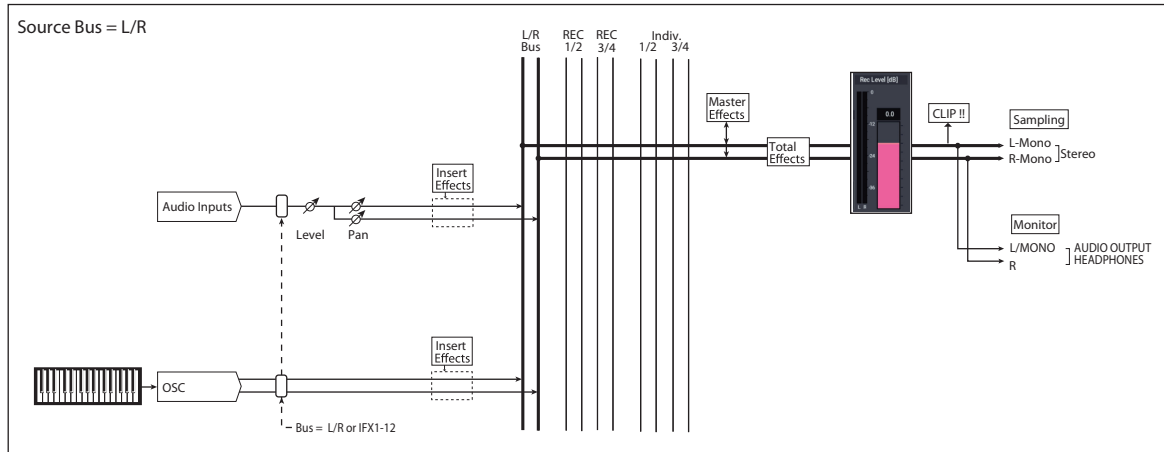 Source Bus = L/R
L/R
Bus
REC
1/2
REC
3/4
Indiv.
1/2 3/4
Rec Level [dB]
0
0.0
-12
CLIP !!
Master
Effects
Total
Effects
Sampling
L-Mono
R-Mono
Stereo
L R
Audio Inputs
Level
Pan
Insert
Effects
Monitor
L/MONO
R
AUDIO OUTPUT
HEADPHONES
OSC
Insert
Effects
Bus = L/R or IFX1-12